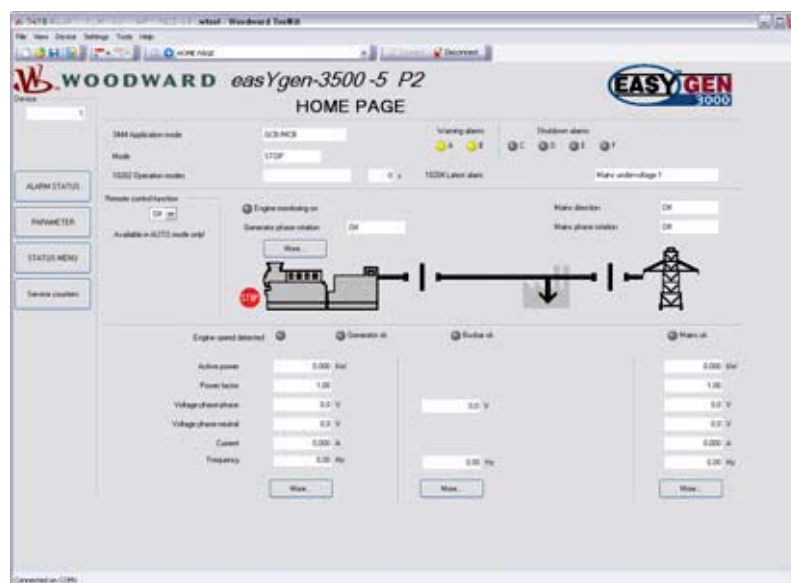 Woodward ToolKit
File View Device Settings Tools Help
HOME PAGE
Disconnect
WOODWARD easYgen-3500-5 P2
EASYGEN 3000
HOME PAGE
Device
1
3444 Application mode GCB/MCB
Warning alarms Shutdown alarms
A B C D E F
Mode STOP
10202 Operation modes 0 s
10204 Latest alarm Mains undervoltage 1
ALARM STATUS
PARAMETER
STATUS MENU
Service counters
Remote control function
Off
Available in AUTO mode only!
Engine monitoring on
Generator phase rotation Off
More...
Mains direction Off
Mains phase rotation Off
STOP
Engine speed detected Generator ok Busbar ok Mains ok
Active power 0.000 kW 0.000 kW
Power factor 1.00 1.00
Voltage phase-phase 0.0 V 0.0 V 0.0 V
Voltage phase-neutral 0.0 V 0.0 V
Current 0.000 A 0.000 A
Frequency 0.00 Hz 0.00 Hz 0.00 Hz
More... More... More...
Connected on COM6